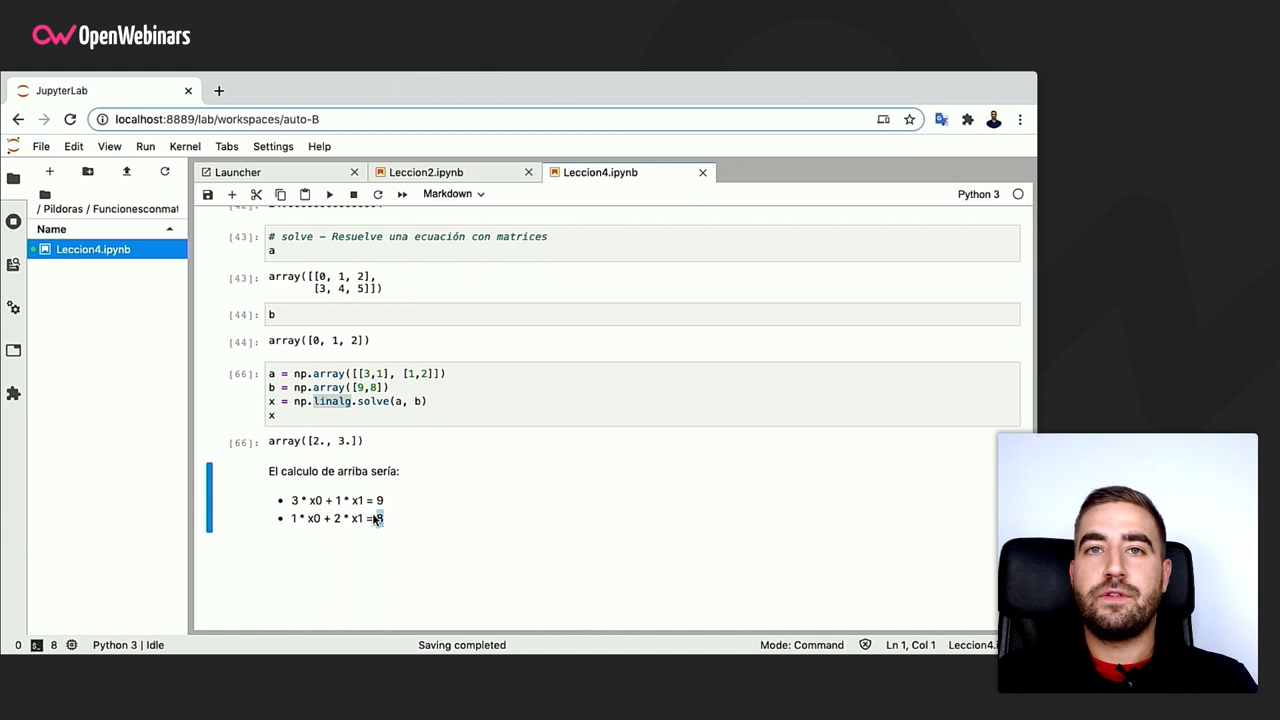 OpenWebinars
JupyterLab
localhost:8889/lab/workspaces/auto-B
File Edit View Run Kernel Tabs Settings Help
Launcher
Leccion2.ipynb
Leccion4.ipynb
Markdown
Python 3
/ Pildoras / Funcionesconmat
Name
Leccion4.ipynb
[43]:
# solve – Resuelve una ecuación con matrices
a
[43]:
array([[0, 1, 2],
[3, 4, 5]])
[44]:
b
[44]:
array([0, 1, 2])
[66]:
a = np.array([[3,1], [1,2]])
b = np.array([9,8])
x = np.linalg.solve(a, b)
x
[66]:
array([2., 3.])
El calculo de arriba sería:
• 3 * x0 + 1 * x1 = 9
• 1 * x0 + 2 * x1 = 8
0
8
Python 3 | Idle
Saving completed
Mode: Command
Ln 1, Col 1
Leccion4.i